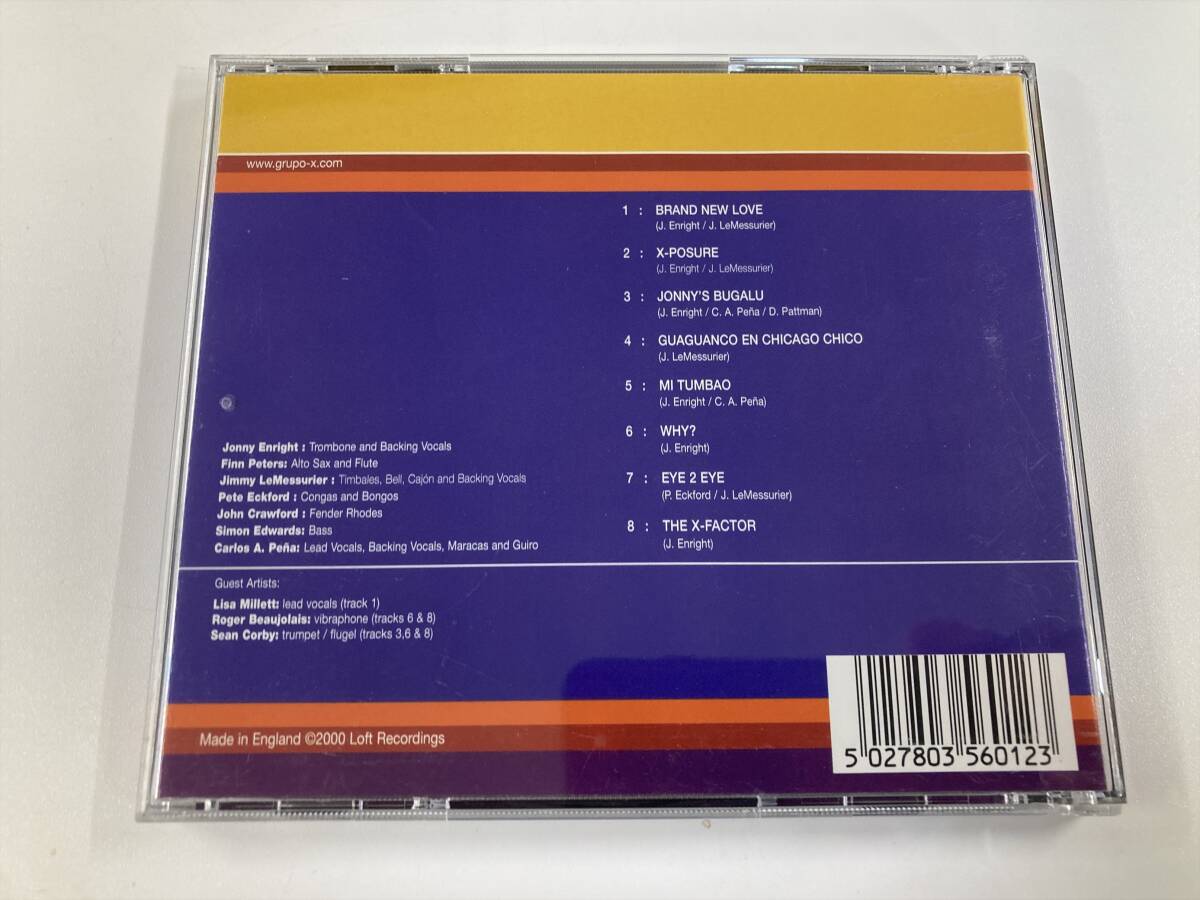 www.grupo-x.com
1 : BRAND NEW LOVE
(J. Enright / J. LeMessurier)
2 : X-POSURE
(J. Enright / J. LeMessurier)
3 : JONNY'S BUGALU
(J. Enright / C. A. Peña / D. Pattman)
4 : GUAGUANCO EN CHICAGO CHICO
(J. LeMessurier)
5 : MI TUMBAO
(J. Enright / C. A. Peña)
6 : WHY?
(J. Enright)
7 : EYE 2 EYE
(P. Eckford / J. LeMessurier)
8 : THE X-FACTOR
(J. Enright)
Jonny Enright : Trombone and Backing Vocals
Finn Peters: Alto Sax and Flute
Jimmy LeMessurier : Timbales, Bell, Cajón and Backing Vocals
Pete Eckford : Congas and Bongos
John Crawford : Fender Rhodes
Simon Edwards: Bass
Carlos A. Peña: Lead Vocals, Backing Vocals, Maracas and Guiro
Guest Artists:
Lisa Millett: lead vocals (track 1)
Roger Beaujolais: vibraphone (tracks 6 & 8)
Sean Corby: trumpet / flugel (tracks 3,6 & 8)
Made in England ©2000 Loft Recordings
5 027803 560123